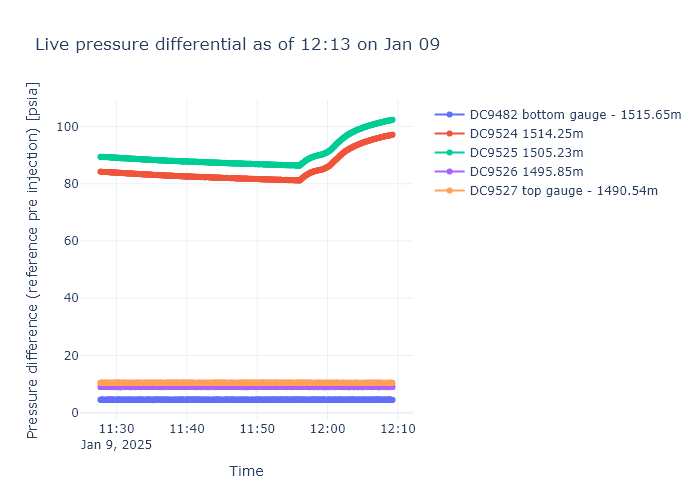 Live pressure differential as of 12:13 on Jan 09
Pressure difference (reference pre injection) [psia]
100
80
60
40
20
0
11:30
Jan 9, 2025
11:40
11:50
12:00
12:10
Time
DC9482 bottom gauge - 1515.65m
DC9524 1514.25m
DC9525 1505.23m
DC9526 1495.85m
DC9527 top gauge - 1490.54m